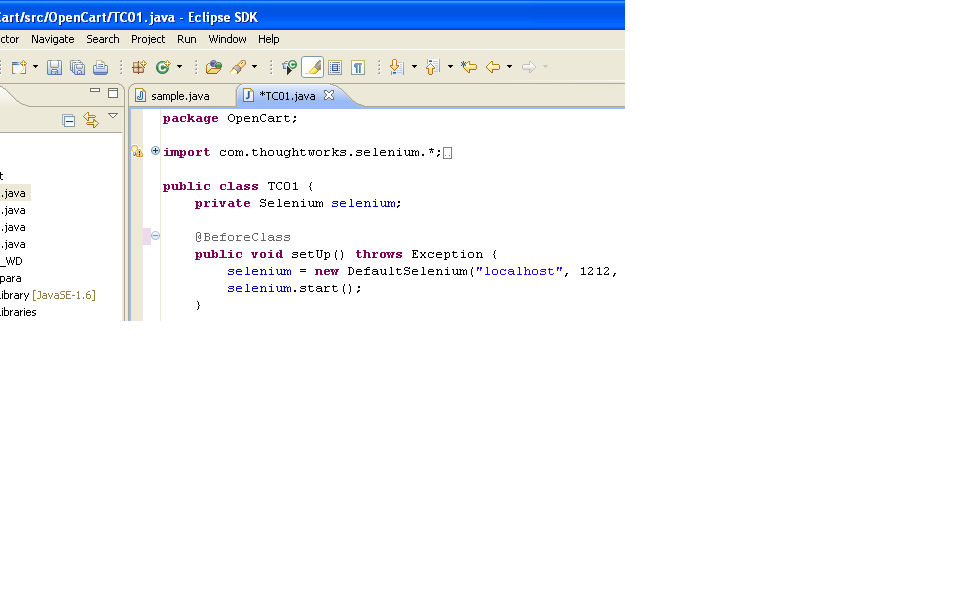 Cart/src/OpenCart/TC01.java - Eclipse SDK
ctor Navigate Search Project Run Window Help
sample.java *TC01.java
package OpenCart;
import com.thoughtworks.selenium.*;
t
.java
public class TC01 {
private Selenium selenium;
.java
.java
@BeforeClass
.java
public void setUp() throws Exception {
_WD
selenium = new DefaultSelenium("localhost", 1212,
para
selenium.start();
ibrary [JavaSE-1.6]
}
ibraries